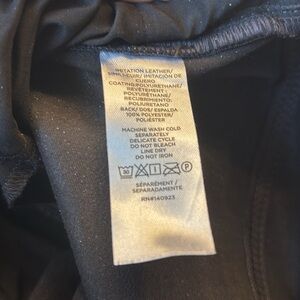 IMITATION LEATHER/
SIMILICUIR/IMITACIÓN DE
CUERO
COATING:POLYURETHANE/
REVÊTEMENT:
POLYURÉTHANE/
RECUBRIMIENTO:
POLIURETANO
BACK/ DOS/ ESPALDA
100% POLYESTER/
POLIÉSTER
MACHINE WASH COLD
SEPARATELY
DELICATE CYCLE
DO NOT BLEACH
LINE DRY
DO NOT IRON
30 P
SÉPARÉMENT/
SEPARADAMENTE
RN#140923